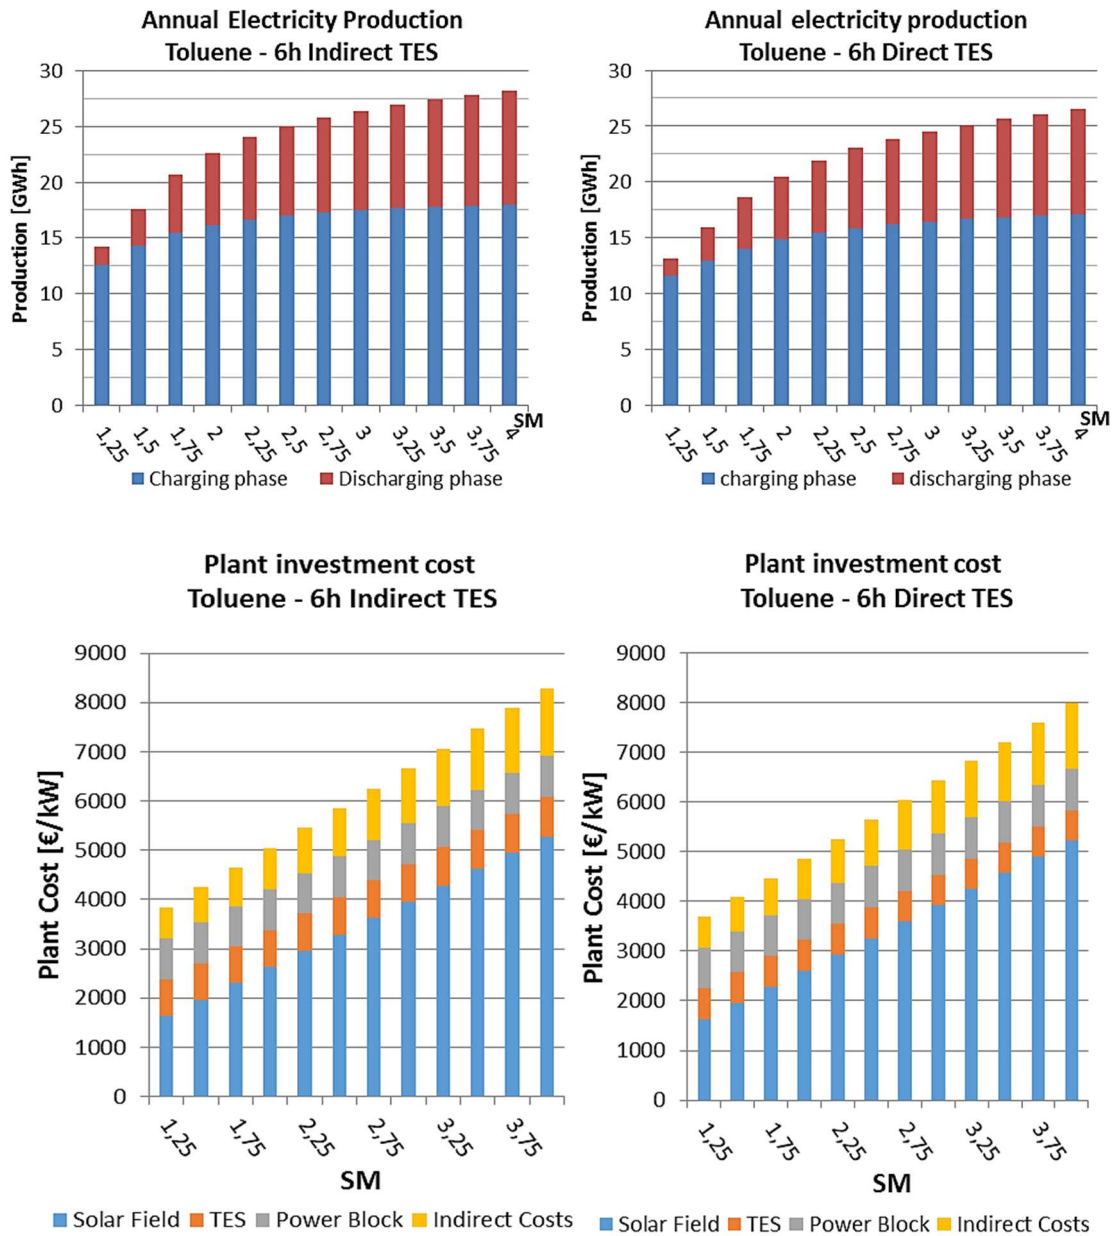 Annual Electricity Production
Toluene - 6h Indirect TES
30
25
20
15
10
5
0
Production [GWh]
1,25
1,5
1,75
2
2,25
2,5
2,75
3
3,25
3,5
3,75
4
SM
Charging phase
Discharging phase
Annual electricity production
Toluene - 6h Direct TES
30
25
20
15
10
5
0
Production [GWh]
1,25
1,5
1,75
2
2,25
2,5
2,75
3
3,25
3,5
3,75
4
SM
charging phase
discharging phase
Plant investment cost
Toluene - 6h Indirect TES
9000
8000
7000
6000
5000
4000
3000
2000
1000
0
Plant Cost [€/kW]
1,25
1,75
2,25
2,75
3,25
3,75
SM
Solar Field
TES
Power Block
Indirect Costs
Plant investment cost
Toluene - 6h Direct TES
9000
8000
7000
6000
5000
4000
3000
2000
1000
0
Plant Cost [€/kW]
1,25
1,75
2,25
2,75
3,25
3,75
SM
Solar Field
TES
Power Block
Indirect Costs